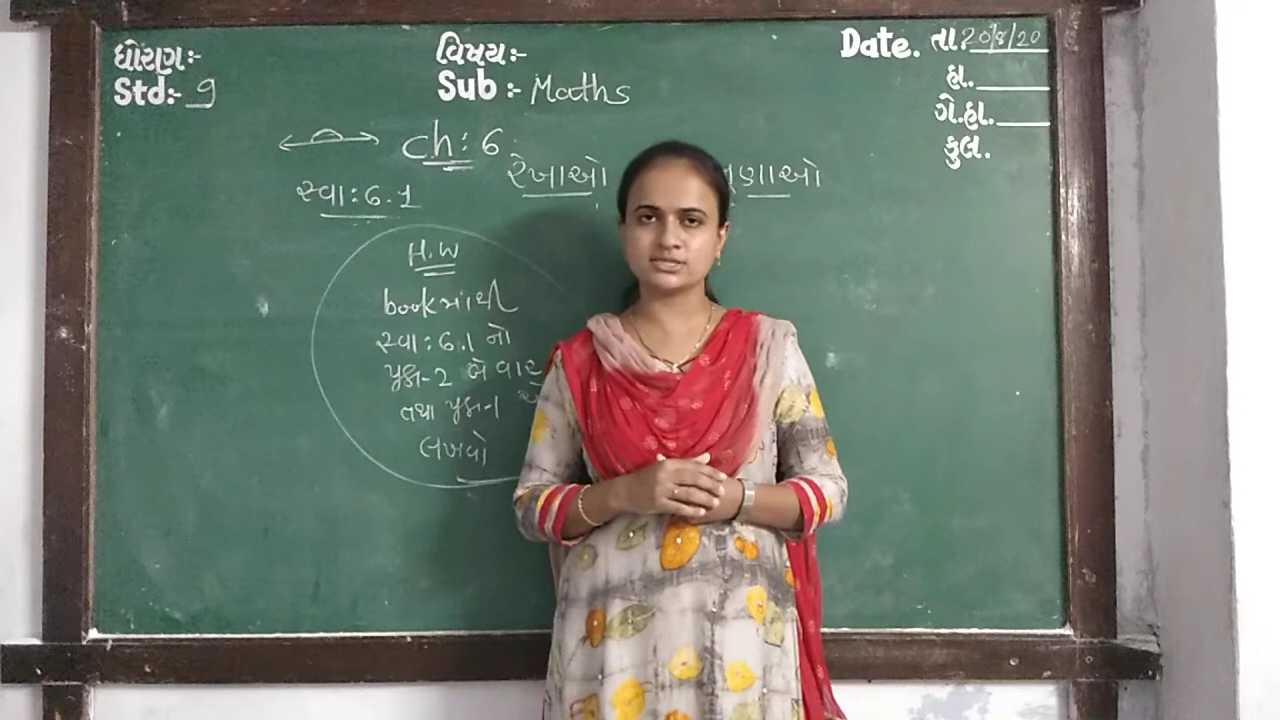 ધોરણ:-
Std:- 9
વિષય:-
Sub :- Maths
Date. તા. 20/8/20
હા.
ગે.હા.
કુલ.
ch: 6
રેખાઓ
સ્વા: 6.1
H.W
bookમાંથી
સ્વા: 6.1 નો
પ્રશ્ન-2 બે વાર
તથા પ્રશ્ન-1
લખવો